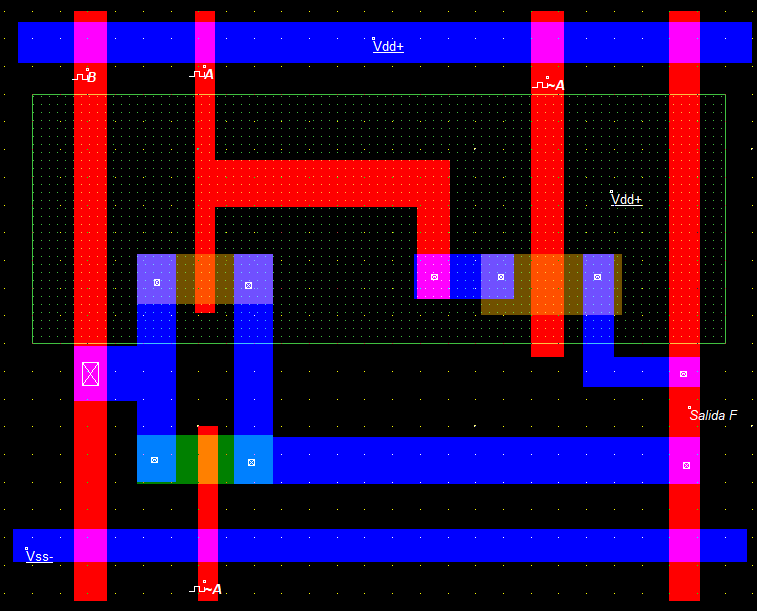 Vdd+
B
A
~A
Vdd+
Salida F
Vss-
~A